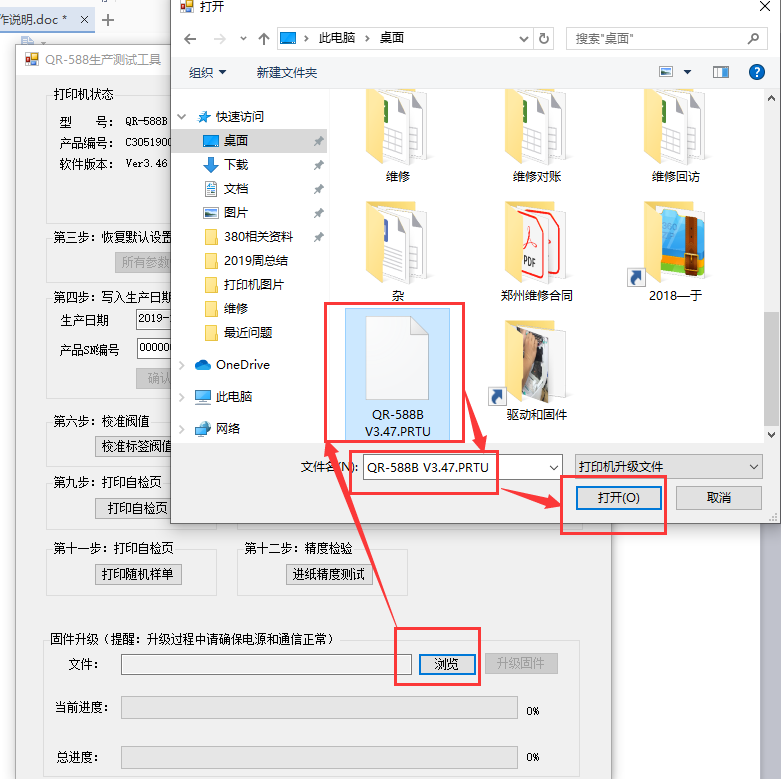 作说明.doc *
QR-588生产测试工具
打印机状态
型 号: QR-588B
产品编号: C3051900
软件版本: Ver3.46
第三步: 恢复默认设置
所有参数
第四步: 写入生产日期
生产日期 2019-
产品SN编号 00000
确认
第六步: 校准阀值
校准标签阀值
第九步: 打印自检页
打印自检页
第十一步: 打印自检页
打印随机样单
第十二步: 精度检验
进纸精度测试
固件升级（提醒: 升级过程中请确保电源和通信正常）
文件: 浏览 升级固件
当前进度: 0%
总进度: 0%
打开
此电脑 桌面
搜索"桌面"
组织 新建文件夹
快速访问
桌面
下载
文档
图片
380相关资料
2019周总结
打印机图片
维修
最近问题
OneDrive
此电脑
网络
维修 维修对账 维修回访
杂 郑州维修合同 2018—于
PDF
QR-588B
V3.47.PRTU
驱动和固件
文件名(N): QR-588B V3.47.PRTU 打印机升级文件
打开(O) 取消